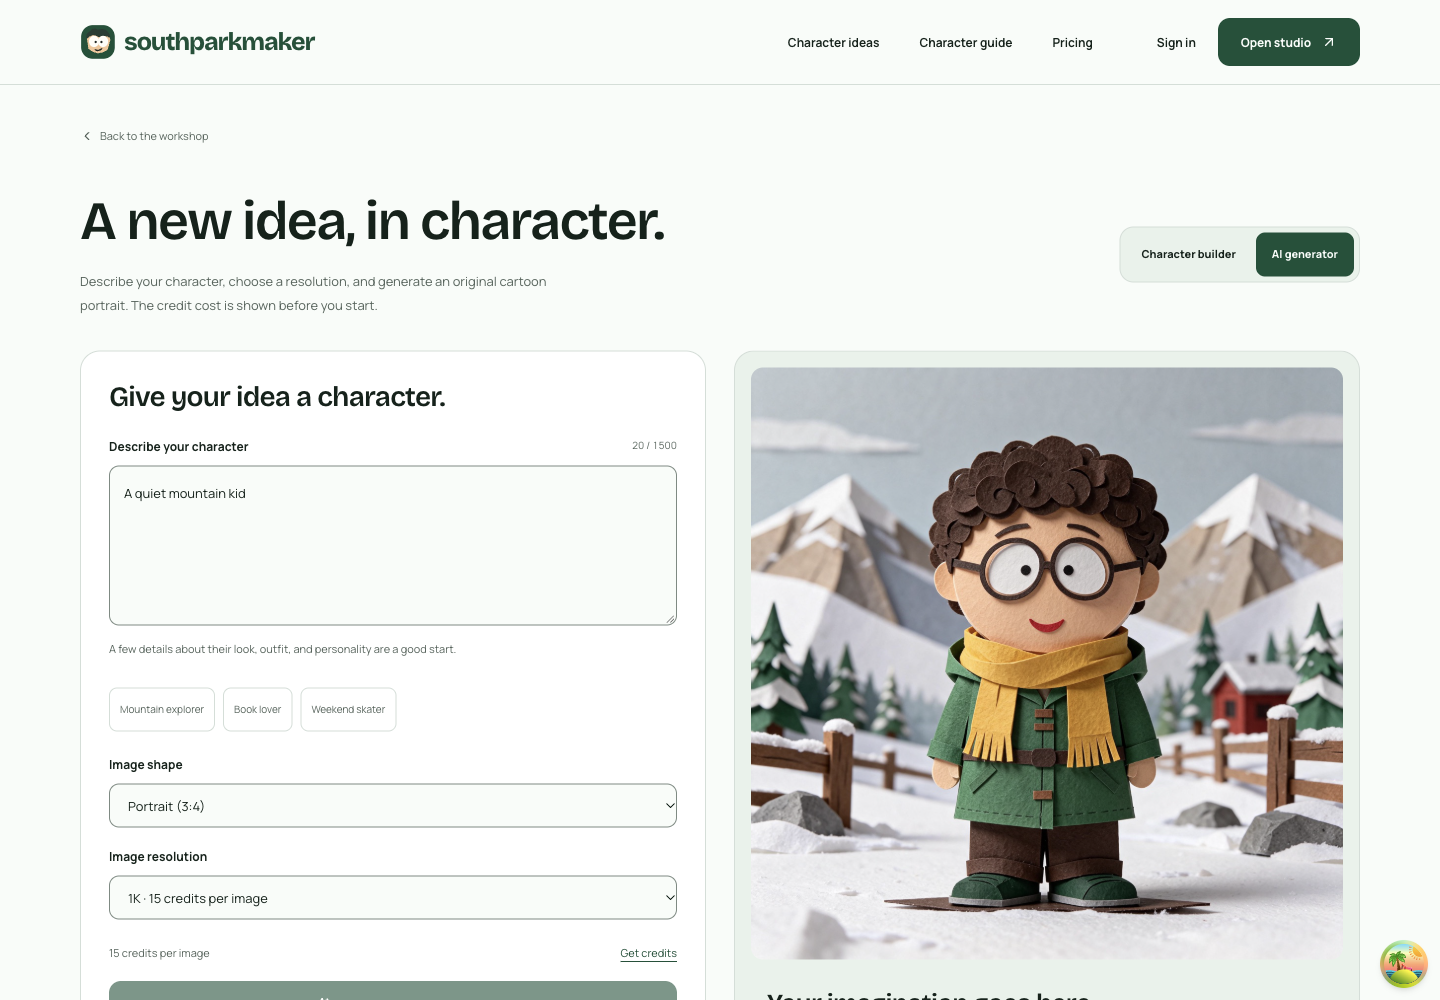 southparkmaker
Character ideas
Character guide
Pricing
Sign in
Open studio
Back to the workshop
A new idea, in character.
Describe your character, choose a resolution, and generate an original cartoon
portrait. The credit cost is shown before you start.
Character builder
AI generator
Give your idea a character.
Describe your character
20 / 1500
A quiet mountain kid
A few details about their look, outfit, and personality are a good start.
Mountain explorer
Book lover
Weekend skater
Image shape
Portrait (3:4)
Image resolution
1K · 15 credits per image
15 credits per image
Get credits
Your imagination goes here